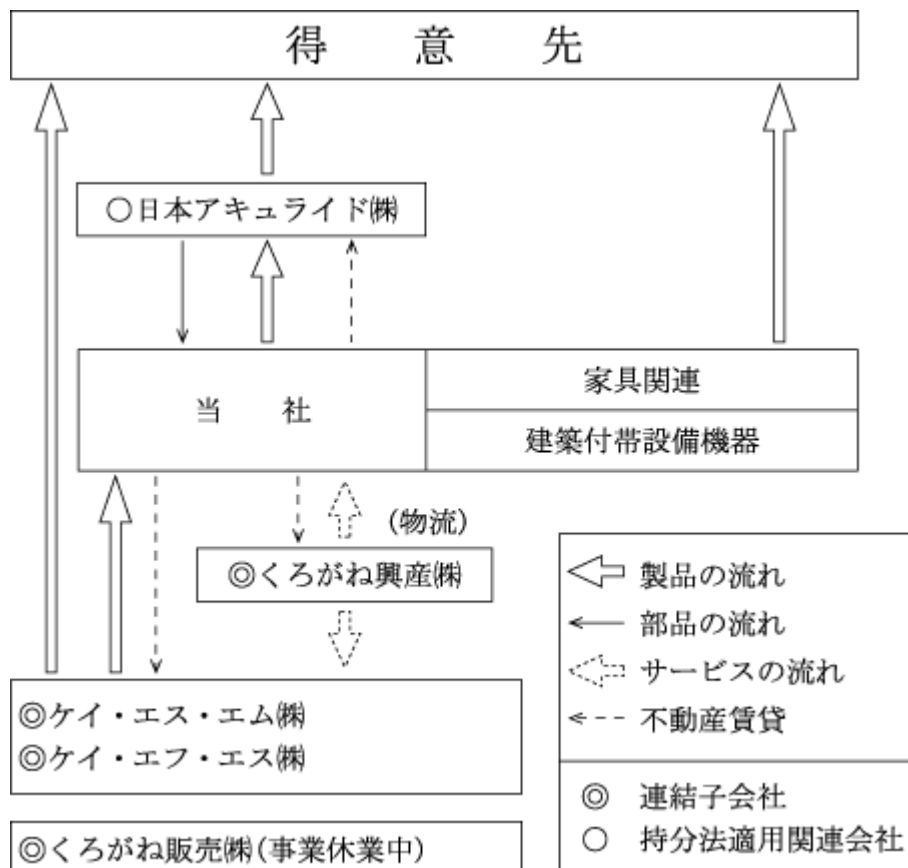 得意先
○日本アキュライド㈱
当社
家具関連
建築付帯設備機器
(物流)
◎くろがね興産㈱
◎ケイ・エス・エム㈱
◎ケイ・エフ・エス㈱
◎くろがね販売㈱(事業休業中)
製品の流れ
部品の流れ
サービスの流れ
不動産賃貸
◎ 連結子会社
○ 持分法適用関連会社